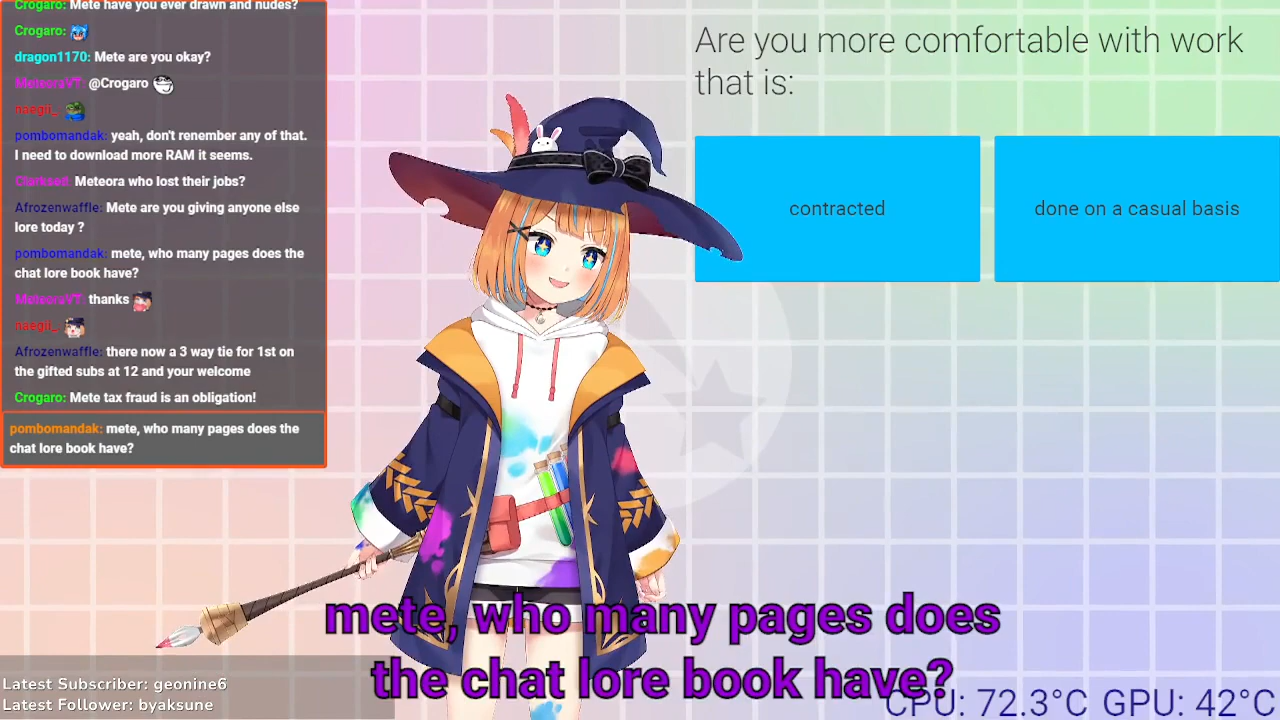 Crogaro: Mete have you ever drawn and nudes?
Crogaro:
dragon1170: Mete are you okay?
MeteoraVT: @Crogaro
naegii_:
pombomandak: yeah, don't remember any of that.
I need to download more RAM it seems.
Meteora who lost their jobs?
Afrozenwaffle: Mete are you giving anyone else
lore today ?
pombomandak: mete, who many pages does the
chat lore book have?
MeteoraVT: thanks
naegii_:
Afrozenwaffle: there now a 3 way tie for 1st on
the gifted subs at 12 and your welcome
Crogaro: Mete tax fraud is an obligation!
pombomandak: mete, who many pages does the
chat lore book have?
Are you more comfortable with work
that is:
contracted
done on a casual basis
mete, who many pages does
the chat lore book have?
Latest Subscriber: geonine6
Latest Follower: byaksune
CPU: 72.3°C GPU: 42°C